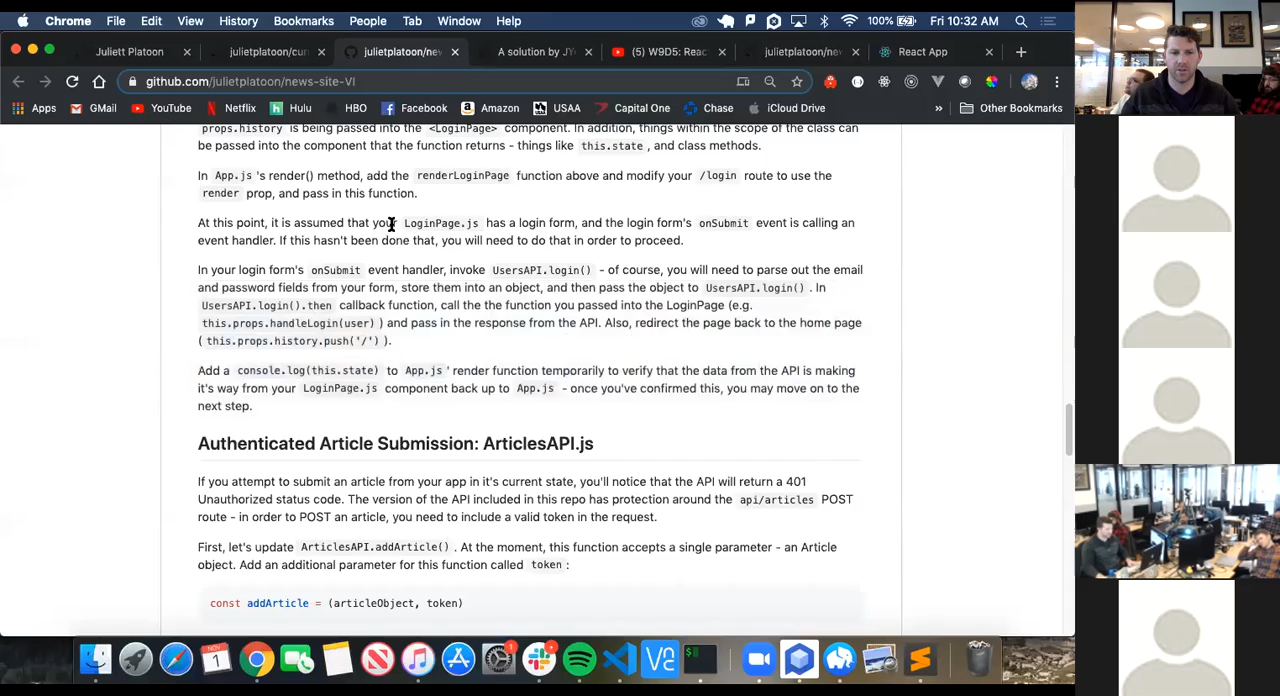 Chrome File Edit View History Bookmarks People Tab Window Help 100% Fri 10:32 AM
Juliett Platoon julietplatoon/cur julietplatoon/nev A solution by JY W9D5: Reac julietplatoon/nev React App
github.com/julietplatoon/news-site-VI
Apps GMail YouTube Netflix Hulu HBO Facebook Amazon USAA Capital One Chase iCloud Drive » Other Bookmarks
props.history is being passed into the <LoginPage> component. In addition, things within the scope of the class can
be passed into the component that the function returns - things like this.state, and class methods.
In App.js's render() method, add the renderLoginPage function above and modify your /login route to use the
render prop, and pass in this function.
At this point, it is assumed that your LoginPage.js has a login form, and the login form's onSubmit event is calling an
event handler. If this hasn't been done that, you will need to do that in order to proceed.
In your login form's onSubmit event handler, invoke UsersAPI.login() - of course, you will need to parse out the email
and password fields from your form, store them into an object, and then pass the object to UsersAPI.login(). In
UsersAPI.login().then callback function, call the the function you passed into the LoginPage (e.g.
this.props.handleLogin(user)) and pass in the response from the API. Also, redirect the page back to the home page
(this.props.history.push('/')).
Add a console.log(this.state) to App.js' render function temporarily to verify that the data from the API is making
it's way from your LoginPage.js component back up to App.js - once you've confirmed this, you may move on to the
next step.
Authenticated Article Submission: ArticlesAPI.js
If you attempt to submit an article from your app in it's current state, you'll notice that the API will return a 401
Unauthorized status code. The version of the API included in this repo has protection around the api/articles POST
route - in order to POST an article, you need to include a valid token in the request.
First, let's update ArticlesAPI.addArticle(). At the moment, this function accepts a single parameter - an Article
object. Add an additional parameter for this function called token:
const addArticle = (articleObject, token)
NOV
1
1